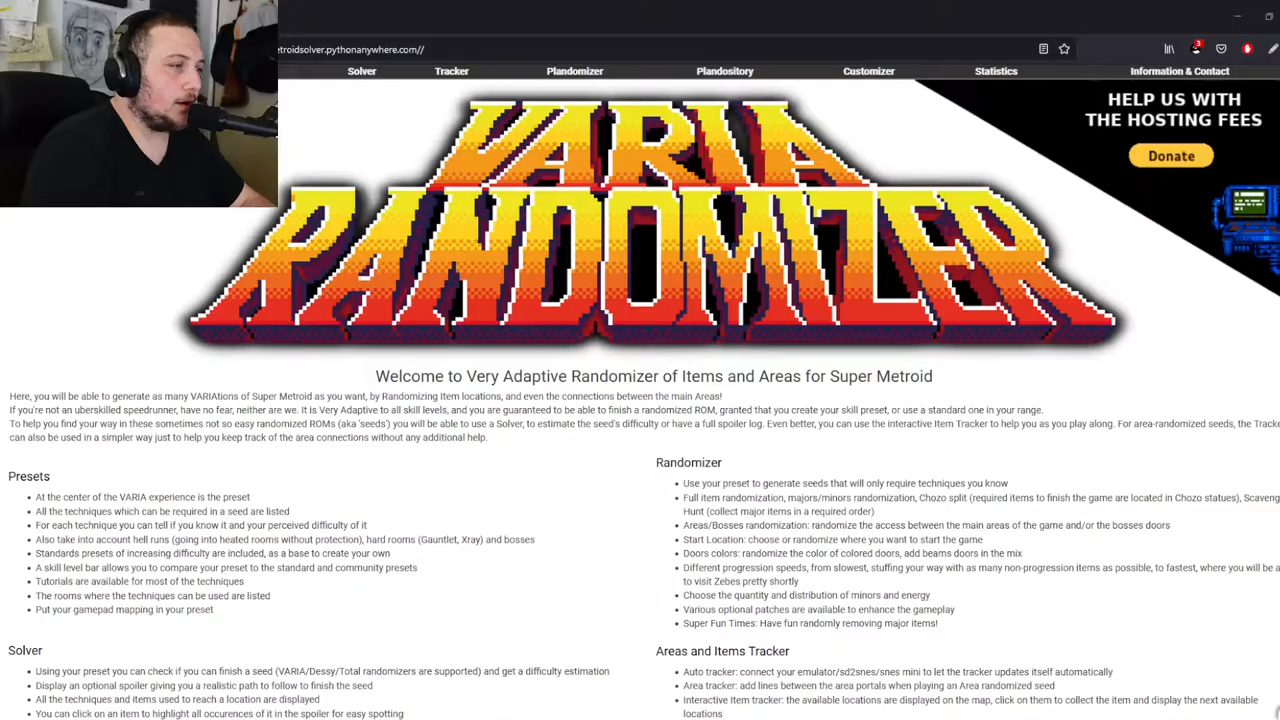 etroidsolver.pythonanywhere.com//
3
Solver Tracker Plandomizer Plandository Customizer Statistics Information & Contact
HELP US WITH
THE HOSTING FEES
Donate
VARIA
RANDOMIZER
Welcome to Very Adaptive Randomizer of Items and Areas for Super Metroid
Here, you will be able to generate as many VARIAtions of Super Metroid as you want, by Randomizing Item locations, and even the connections between the main Areas!
If you're not an uberskilled speedrunner, have no fear, neither are we. It is Very Adaptive to all skill levels, and you are guaranteed to be able to finish a randomized ROM, granted that you create your skill preset, or use a standard one in your range.
To help you find your way in these sometimes not so easy randomized ROMs (aka 'seeds') you will be able to use a Solver, to estimate the seed's difficulty or have a full spoiler log. Even better, you can use the interactive Item Tracker to help you as you play along. For area-randomized seeds, the Tracke
can also be used in a simpler way just to help you keep track of the area connections without any additional help.
Presets
At the center of the VARIA experience is the preset
All the techniques which can be required in a seed are listed
For each technique you can tell if you know it and your perceived difficulty of it
Also take into account hell runs (going into heated rooms without protection), hard rooms (Gauntlet, Xray) and bosses
Standards presets of increasing difficulty are included, as a base to create your own
A skill level bar allows you to compare your preset to the standard and community presets
Tutorials are available for most of the techniques
The rooms where the techniques can be used are listed
Put your gamepad mapping in your preset
Randomizer
Use your preset to generate seeds that will only require techniques you know
Full item randomization, majors/minors randomization, Chozo split (required items to finish the game are located in Chozo statues), Scaveng
Hunt (collect major items in a required order)
Areas/Bosses randomization: randomize the access between the main areas of the game and/or the bosses doors
Start Location: choose or randomize where you want to start the game
Doors colors: randomize the color of colored doors, add beams doors in the mix
Different progression speeds, from slowest, stuffing your way with as many non-progression items as possible, to fastest, where you will be a
to visit Zebes pretty shortly
Choose the quantity and distribution of minors and energy
Various optional patches are available to enhance the gameplay
Super Fun Times: Have fun randomly removing major items!
Solver
Using your preset you can check if you can finish a seed (VARIA/Dessy/Total randomizers are supported) and get a difficulty estimation
Display an optional spoiler giving you a realistic path to follow to finish the seed
All the techniques and items used to reach a location are displayed
You can click on an item to highlight all occurences of it in the spoiler for easy spotting
Areas and Items Tracker
Auto tracker: connect your emulator/sd2snes/snes mini to let the tracker updates itself automatically
Area tracker: add lines between the area portals when playing an Area randomized seed
Interactive Item tracker: the available locations are displayed on the map, click on them to collect the item and display the next available
locations